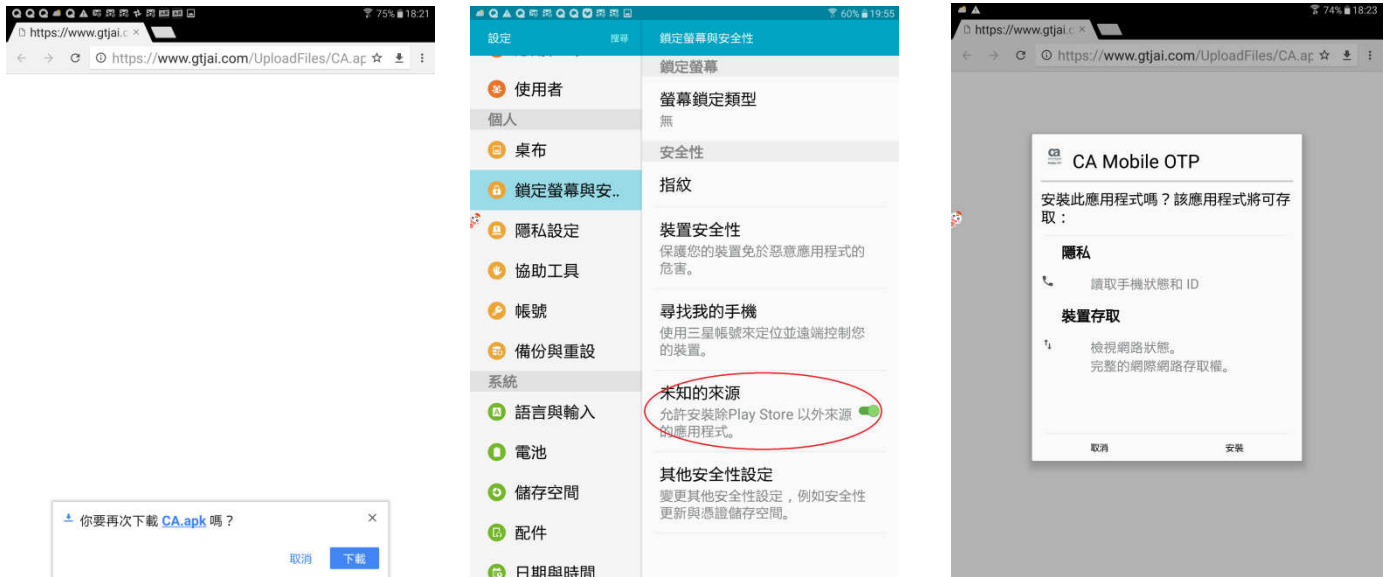 75% 18:21
https://www.gtjai.c ×
https://www.gtjai.com/UploadFiles/CA.ap
你要再次下載 CA.apk 嗎？ ×
取消 下載
60% 19:55
設定 搜尋
使用者
個人
桌布
鎖定螢幕與安..
隱私設定
協助工具
帳號
備份與重設
系統
語言與輸入
電池
儲存空間
配件
日期與時間
鎖定螢幕與安全性
鎖定螢幕
螢幕鎖定類型
無
安全性
指紋
裝置安全性
保護您的裝置免於惡意應用程式的
危害。
尋找我的手機
使用三星帳號來定位並遠端控制您
的裝置。
未知的來源
允許安裝除Play Store 以外來源
的應用程式。
其他安全性設定
變更其他安全性設定，例如安全性
更新與憑證儲存空間。
74% 18:23
https://www.gtjai.c ×
https://www.gtjai.com/UploadFiles/CA.ap
ca
CA Mobile OTP
安裝此應用程式嗎？該應用程式將可存
取：
隱私
讀取手機狀態和 ID
裝置存取
檢視網路狀態。
完整的網際網路存取權。
取消 安裝